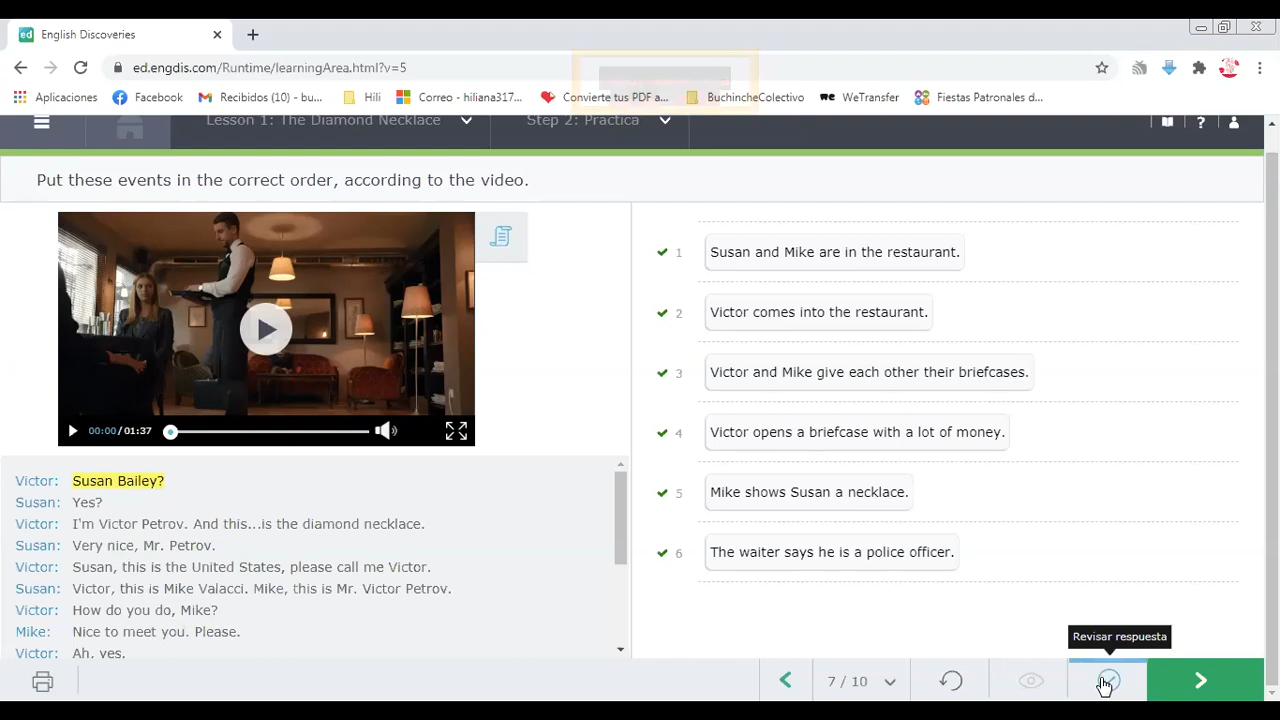 English Discoveries
ed.engdis.com/Runtime/learningArea.html?v=5
Aplicaciones Facebook Recibidos (10) - bu... Hili Correo - hiliana317... Convierte tus PDF a... BuchincheColectivo WeTransfer Fiestas Patronales d...
Lesson 1: The Diamond Necklace Step 2: Practica
Put these events in the correct order, according to the video.
00:00/01:37
Victor: Susan Bailey?
Susan: Yes?
Victor: I'm Victor Petrov. And this...is the diamond necklace.
Susan: Very nice, Mr. Petrov.
Victor: Susan, this is the United States, please call me Victor.
Susan: Victor, this is Mike Valacci. Mike, this is Mr. Victor Petrov.
Victor: How do you do, Mike?
Mike: Nice to meet you. Please.
Victor: Ah, yes.
1 Susan and Mike are in the restaurant.
2 Victor comes into the restaurant.
3 Victor and Mike give each other their briefcases.
4 Victor opens a briefcase with a lot of money.
5 Mike shows Susan a necklace.
6 The waiter says he is a police officer.
Revisar respuesta
7 / 10